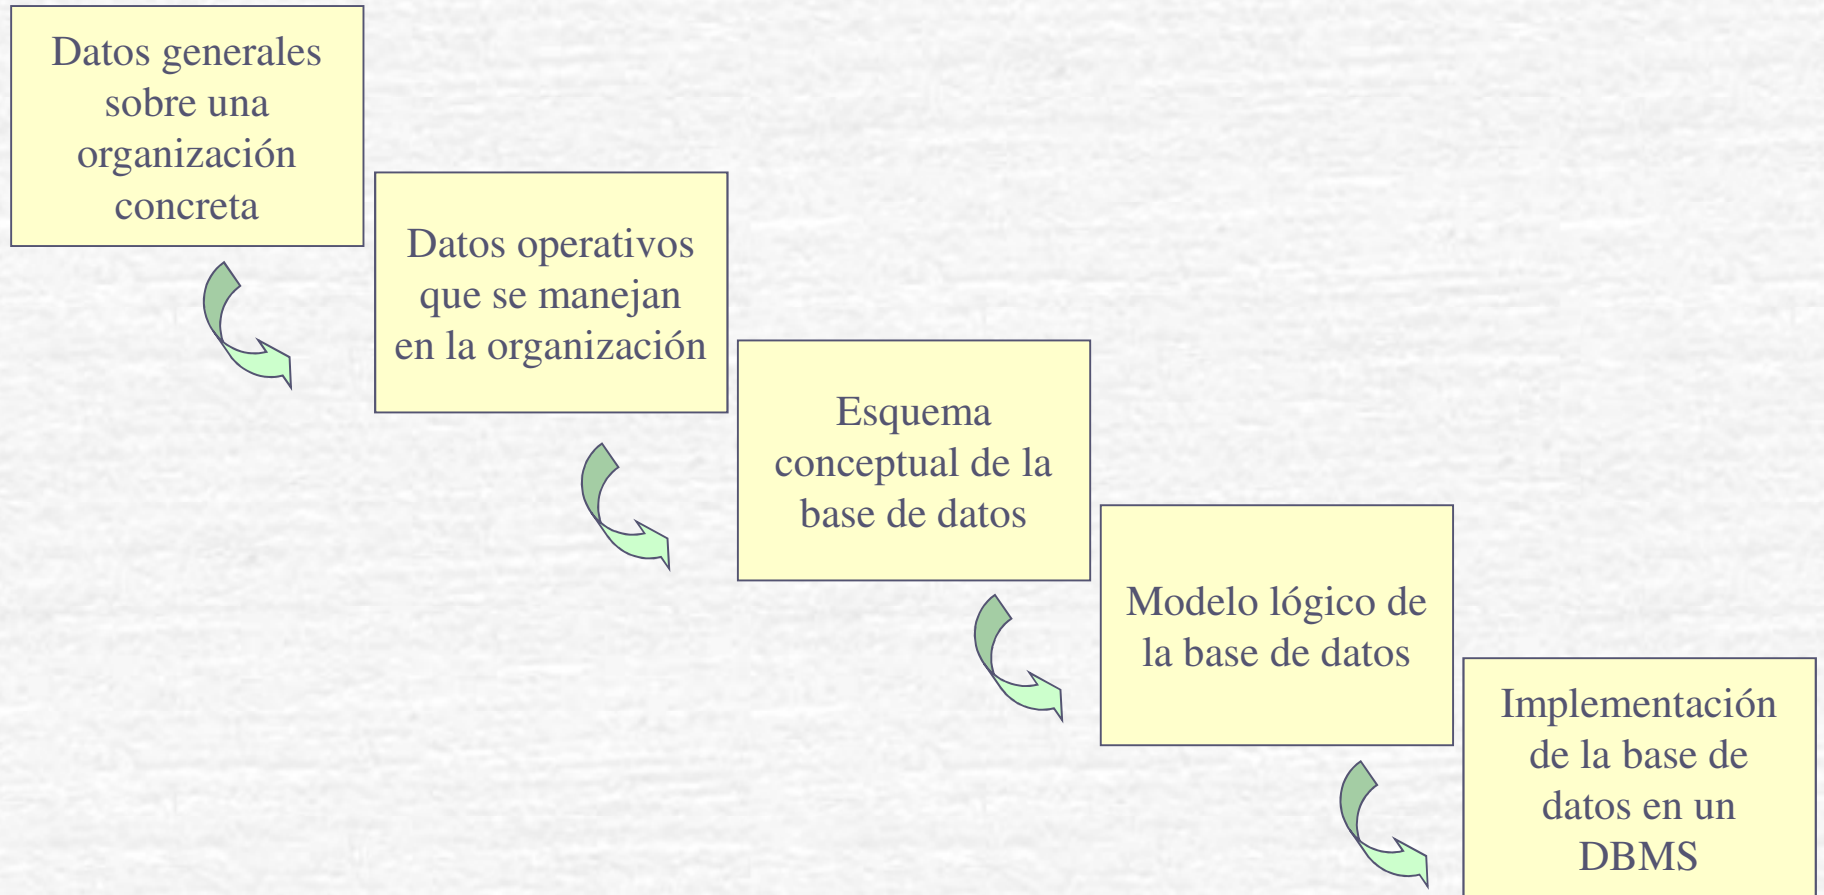 Datos generales
sobre una
organización
concreta
Datos operativos
que se manejan
en la organización
Esquema
conceptual de la
base de datos
Modelo lógico de
la base de datos
Implementación
de la base de
datos en un
DBMS